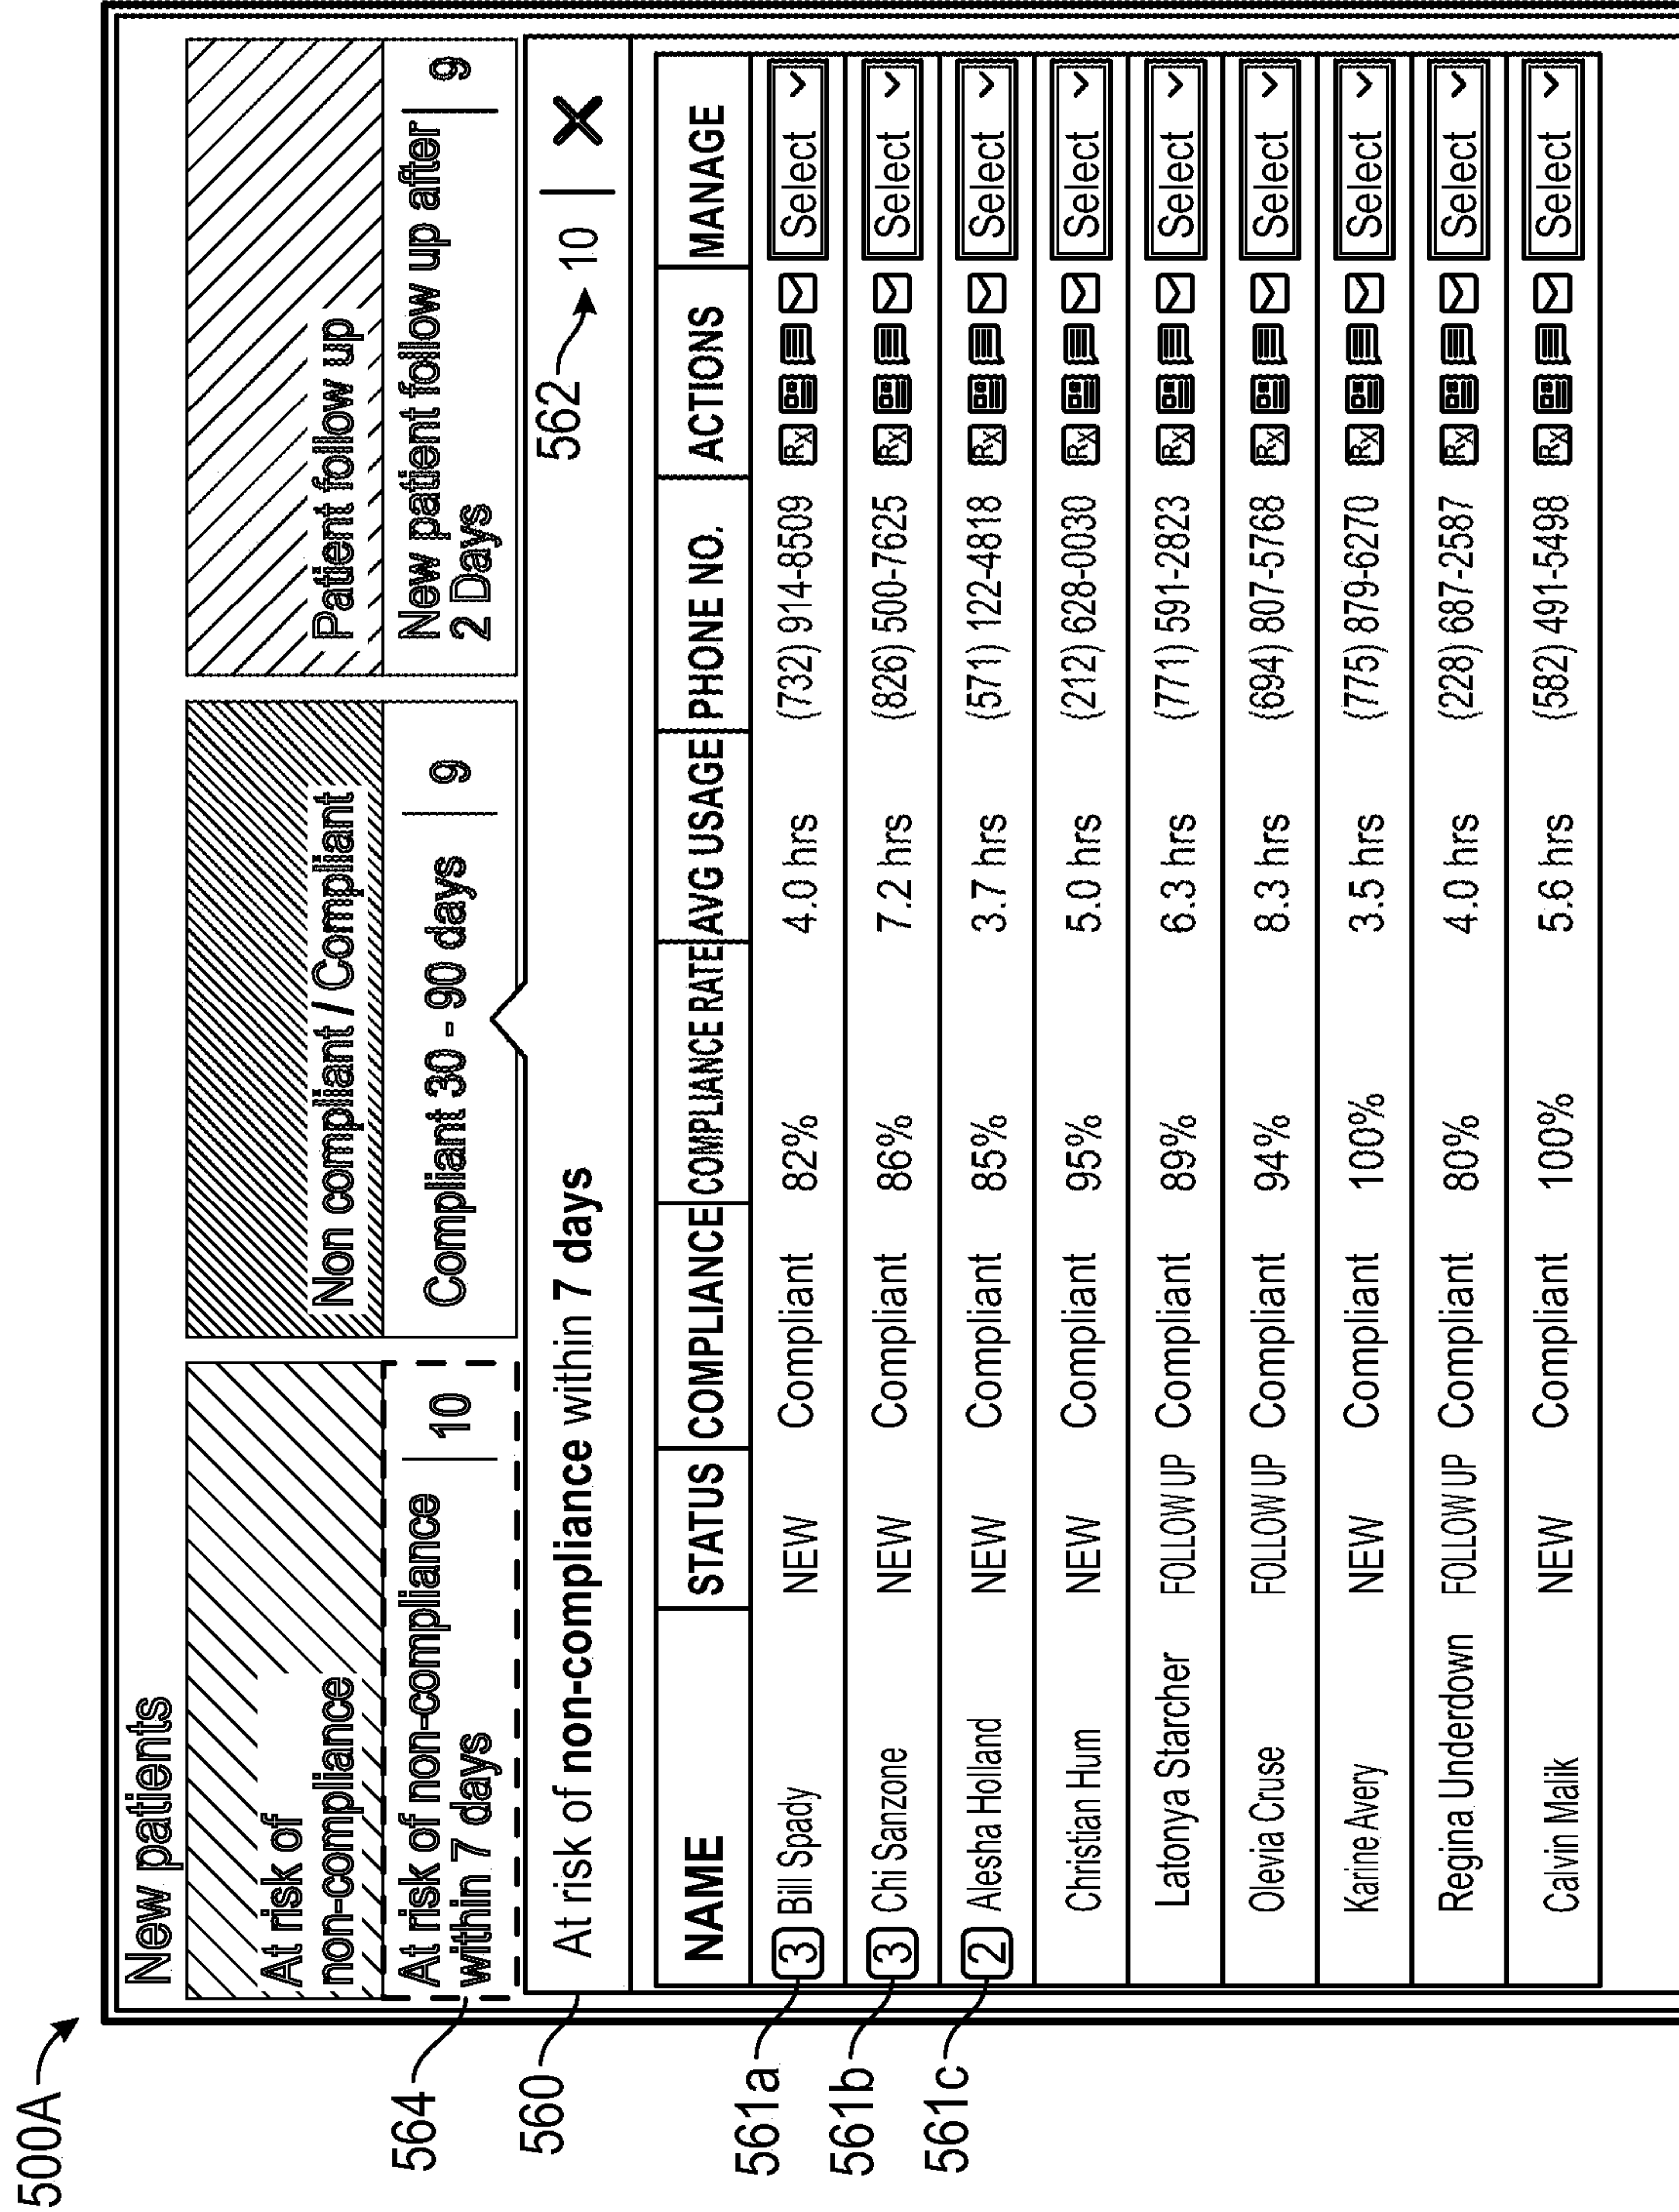 500A
New patients
At risk of
non-compliance
Non compliant / Compliant
Patient follow up
564
At risk of non-compliance
within 7 days
10
Compliant 30 - 90 days
9
New patient follow up after
2 Days
9
560
At risk of non-compliance within 7 days
562
10
NAME STATUS COMPLIANCE COMPLIANCE RATE AVG USAGE PHONE NO. ACTIONS MANAGE
561a 3 Bill Spady NEW Compliant 82% 4.0 hrs (732) 914-8509 Rx Select
561b 3 Chi Sanzone NEW Compliant 86% 7.2 hrs (826) 500-7625 Rx Select
561c 2 Alesha Holland NEW Compliant 85% 3.7 hrs (571) 122-4818 Rx Select
Christian Hum NEW Compliant 95% 5.0 hrs (212) 628-0030 Rx Select
Latonya Starcher FOLLOW UP Compliant 89% 6.3 hrs (771) 591-2823 Rx Select
Olevia Cruse FOLLOW UP Compliant 94% 8.3 hrs (694) 807-5768 Rx Select
Karine Avery NEW Compliant 100% 3.5 hrs (775) 879-6270 Rx Select
Regina Underdown FOLLOW UP Compliant 80% 4.0 hrs (228) 687-2587 Rx Select
Calvin Malik NEW Compliant 100% 5.6 hrs (582) 491-5498 Rx Select